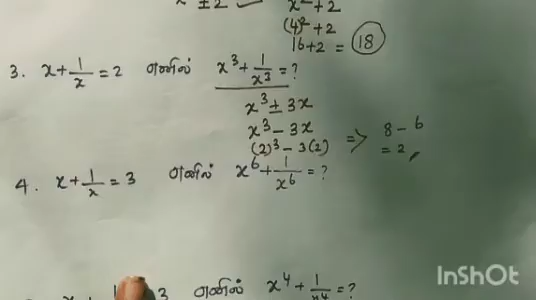 x² + 2
(4)² + 2
16 + 2 = 18
3. x + 1/x = 2 எனில் x³ + 1/x³ = ?
x³ ± 3x
x³ - 3x
(2)³ - 3(2) => 8 - 6
= 2,
4. x + 1/x = 3 எனில் x⁶ + 1/x⁶ = ?
3 எனில் x⁴ + 1/x⁴ = ?
InShOt